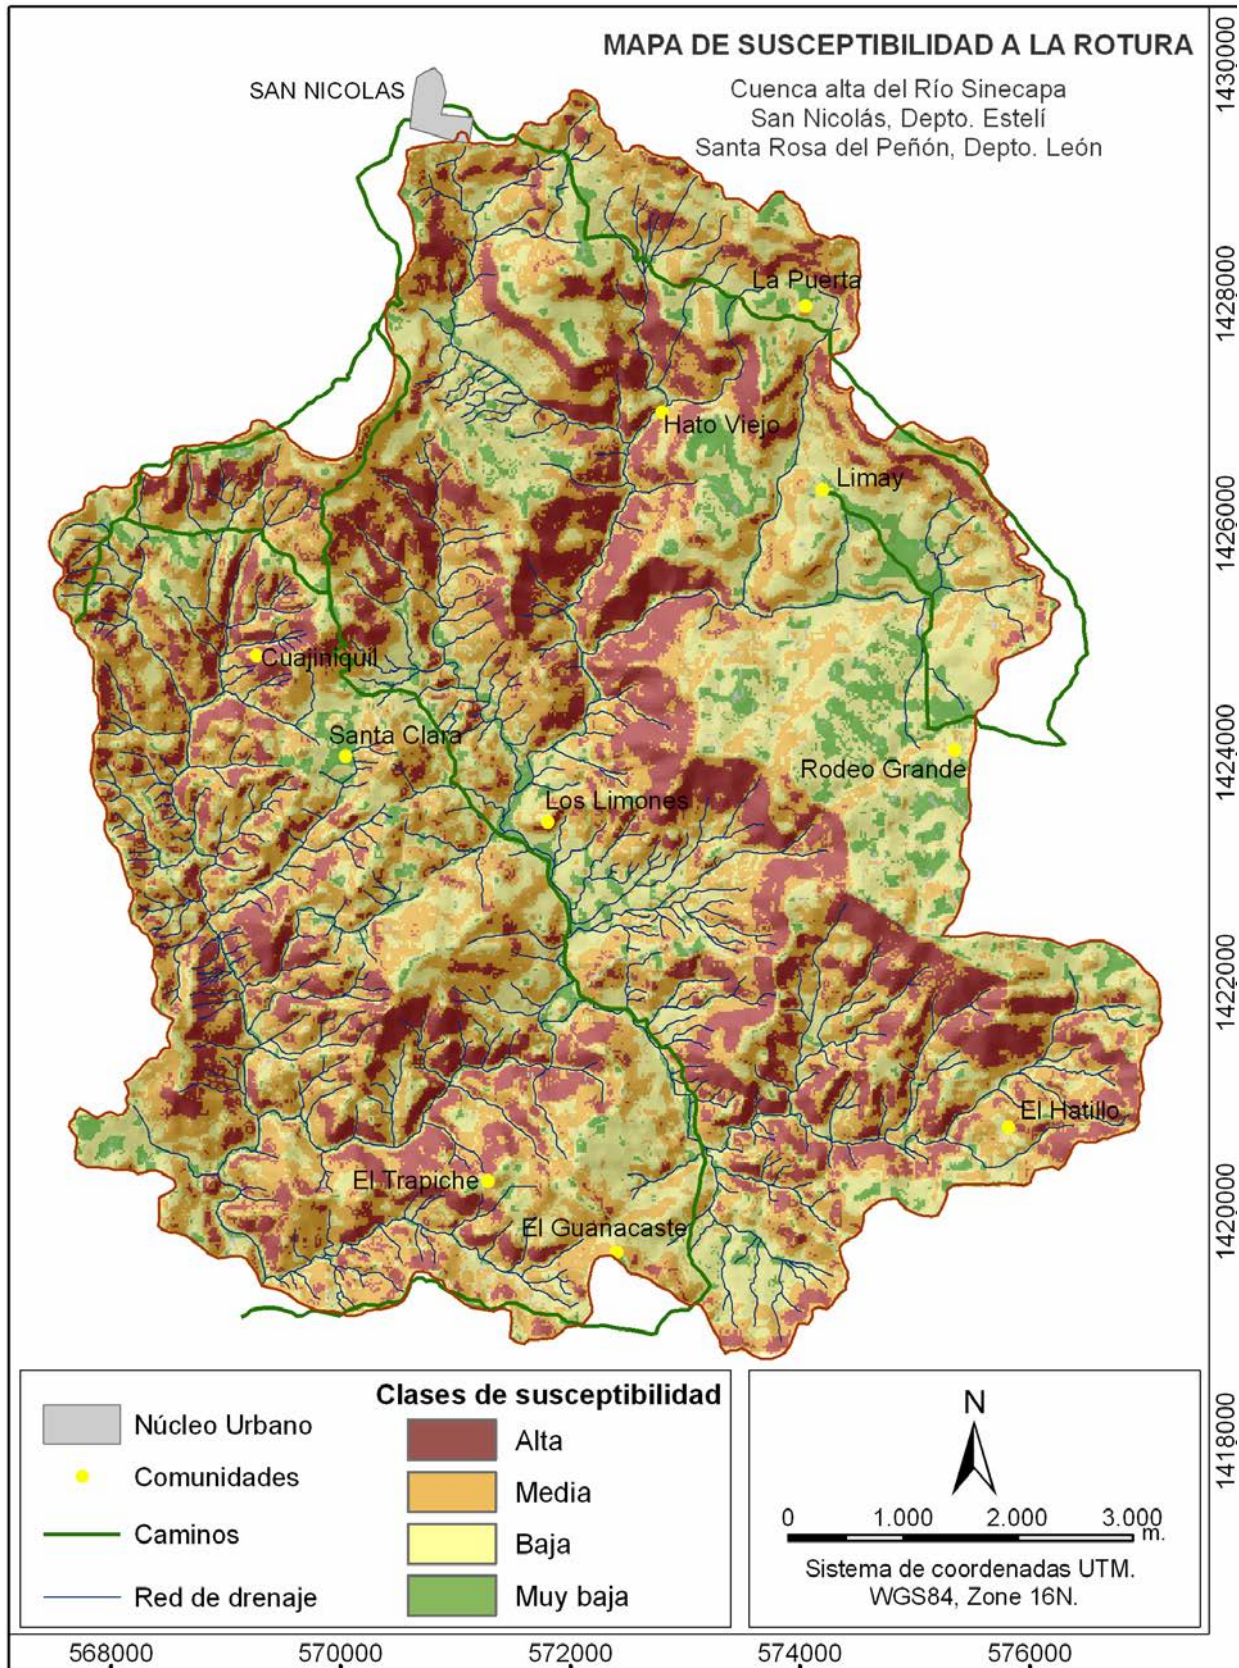 MAPA DE SUSCEPTIBILIDAD A LA ROTURA
Cuenca alta del Río Sinecapa
San Nicolás, Depto. Estelí
Santa Rosa del Peñón, Depto. León
SAN NICOLAS
La Puerta
Hato Viejo
Limay
Cuajiniquil
Santa Clara
Rodeo Grande
Los Limones
El Hatillo
El Trapiche
El Guanacaste
1430000
1428000
1426000
1424000
1422000
1420000
1418000
Núcleo Urbano
Comunidades
Caminos
Red de drenaje
Clases de susceptibilidad
Alta
Media
Baja
Muy baja
N
0 1.000 2.000 3.000
m.
Sistema de coordenadas UTM.
WGS84, Zone 16N.
568000 570000 572000 574000 576000